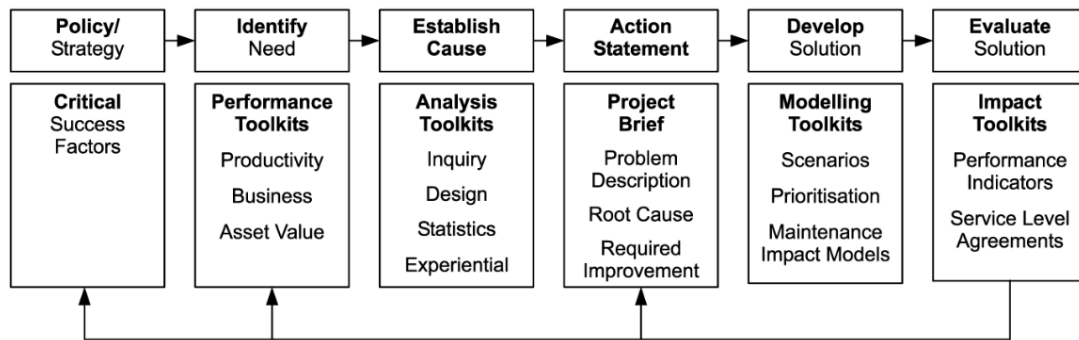 Policy/
Strategy
Identify
Need
Establish
Cause
Action
Statement
Develop
Solution
Evaluate
Solution
Critical
Success
Factors
Performance
Toolkits
Productivity
Business
Asset Value
Analysis
Toolkits
Inquiry
Design
Statistics
Experiential
Project
Brief
Problem
Description
Root Cause
Required
Improvement
Modelling
Toolkits
Scenarios
Prioritisation
Maintenance
Impact Models
Impact
Toolkits
Performance
Indicators
Service Level
Agreements